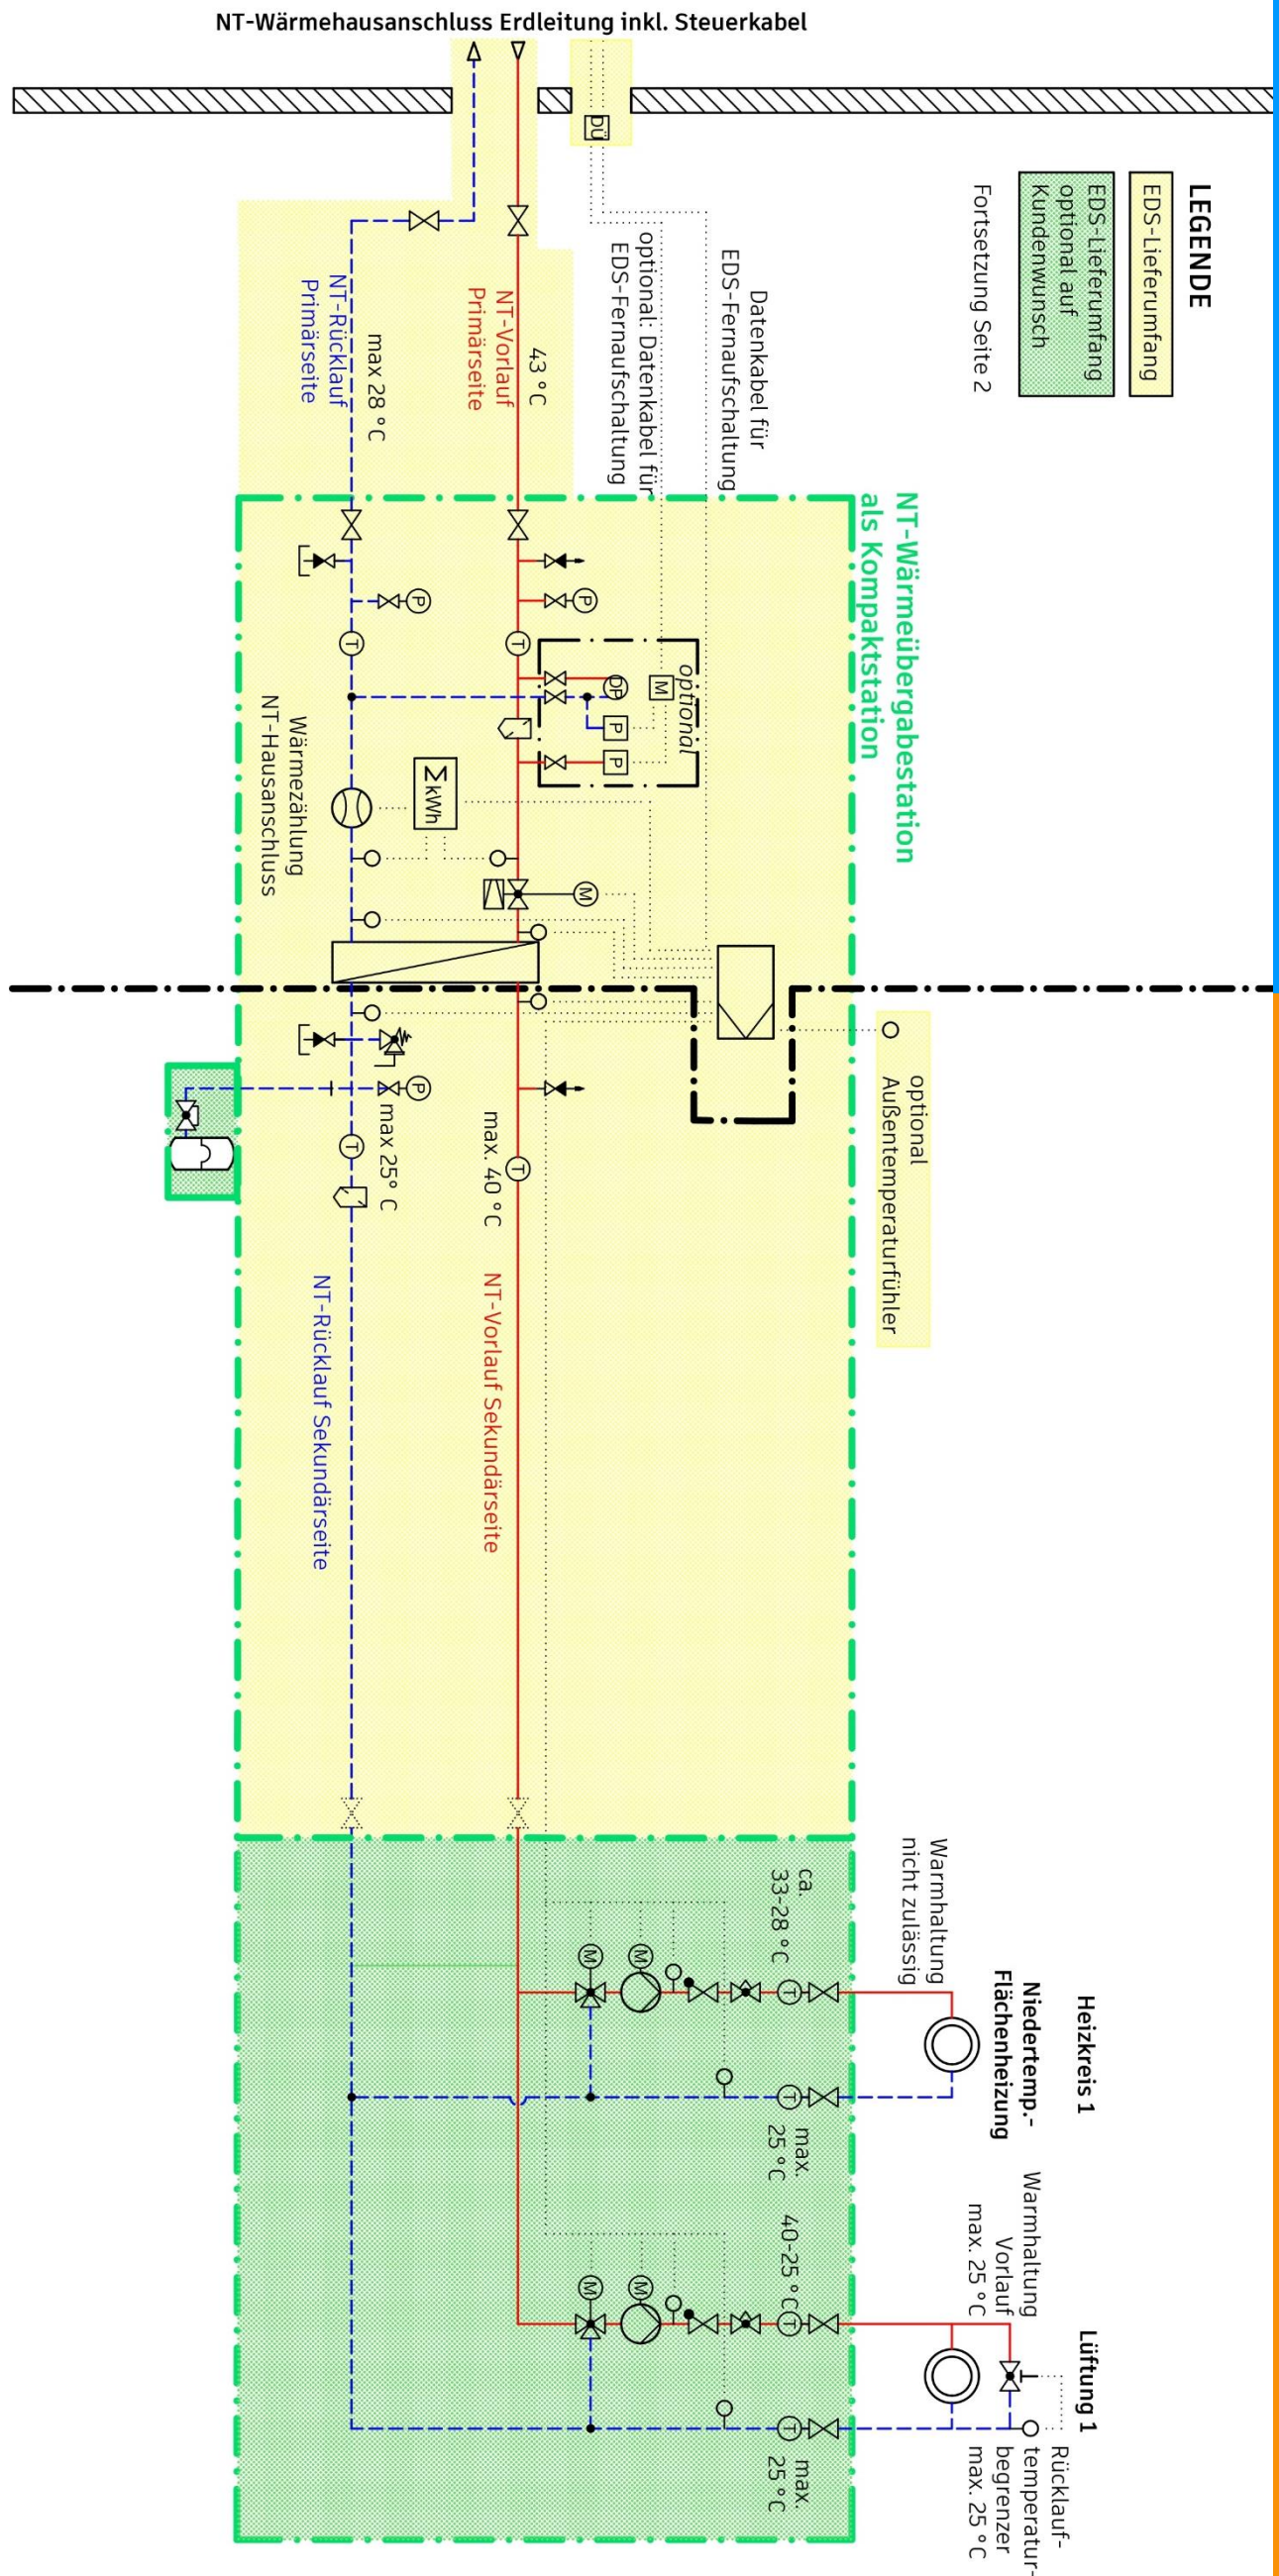 NT-Wärmehausanschluss Erdleitung inkl. Steuerkabel
DÜ
LEGENDE
EDS-Lieferumfang
EDS-Lieferumfang
optional auf
Kundenwunsch
Fortsetzung Seite 2
Datenkabel für
EDS-Fernaufschaltung
optional: Datenkabel für
EDS-Fernaufschaltung
43 °C
NT-Vorlauf
Primärseite
max 28 °C
NT-Rücklauf
Primärseite
NT-Wärmeübergabestation
als Kompaktstation
P
P
T
T
optional
M
DP
P
P
Σ kWh
Wärmezählung
NT-Hausanschluss
M
optional
Außentemperaturfühler
P
max 25° C
T
max. 40 °C
T
NT-Vorlauf Sekundärseite
NT-Rücklauf Sekundärseite
Heizkreis 1
Niedertemp.-
Flächenheizung
Warmhaltung
nicht zulässig
ca.
33-28 °C
M
M
T
T
max.
25 °C
Lüftung 1
Warmhaltung
Vorlauf
max. 25 °C
40-25 °C
M
M
T
T
max.
25 °C
Rücklauf-
temperatur-
begrenzer
max. 25 °C